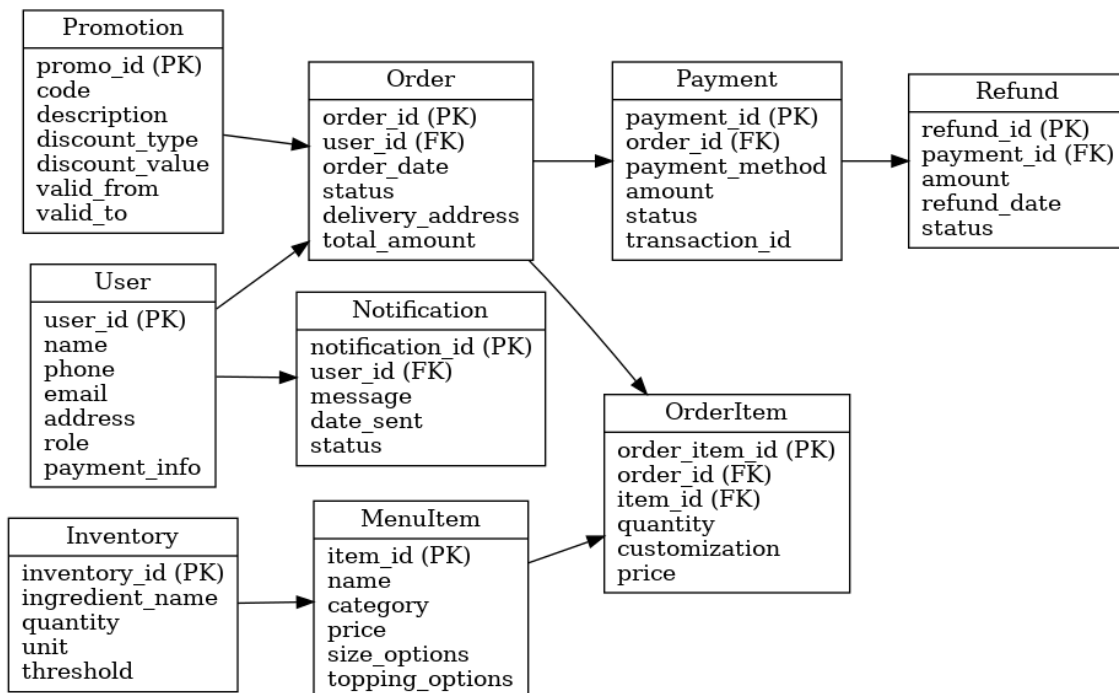 Promotion
promo_id (PK)
code
description
discount_type
discount_value
valid_from
valid_to
Order
order_id (PK)
user_id (FK)
order_date
status
delivery_address
total_amount
Payment
payment_id (PK)
order_id (FK)
payment_method
amount
status
transaction_id
Refund
refund_id (PK)
payment_id (FK)
amount
refund_date
status
User
user_id (PK)
name
phone
email
address
role
payment_info
Notification
notification_id (PK)
user_id (FK)
message
date_sent
status
OrderItem
order_item_id (PK)
order_id (FK)
item_id (FK)
quantity
customization
price
Inventory
inventory_id (PK)
ingredient_name
quantity
unit
threshold
MenuItem
item_id (PK)
name
category
price
size_options
topping_options